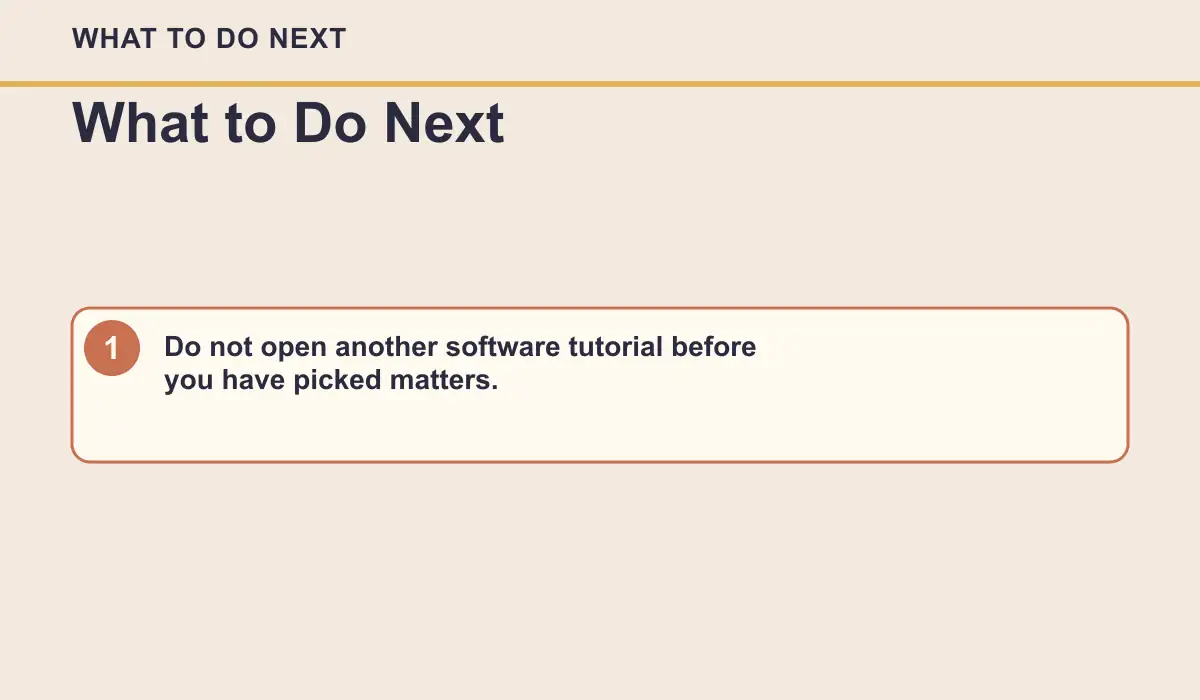 WHAT TO DO NEXT
What to Do Next
1
Do not open another software tutorial before
you have picked matters.